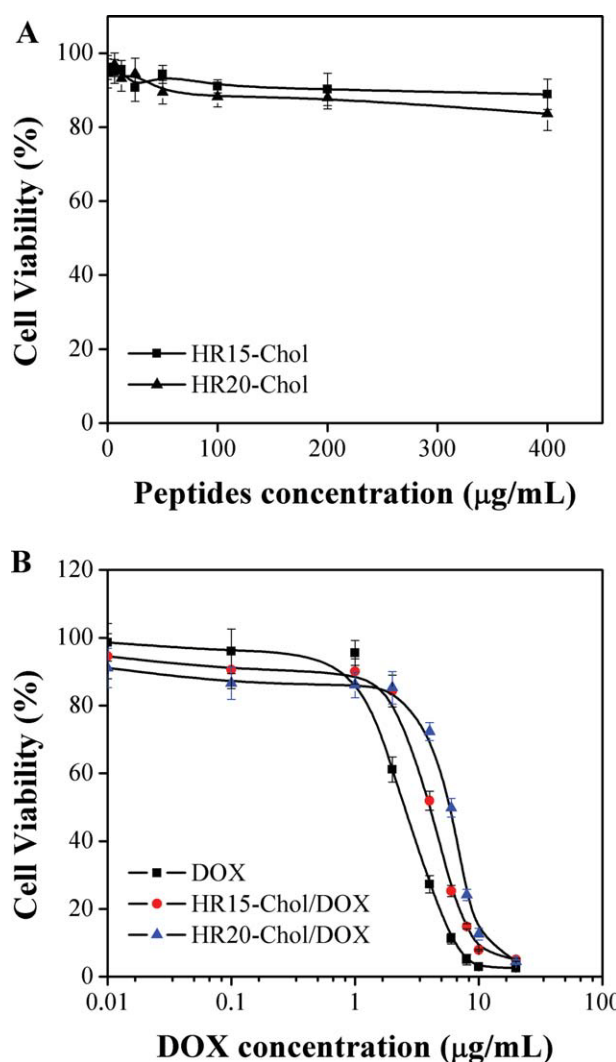 A
100
80
60
40
20
0
Cell Viability (%)
HR15-Chol
HR20-Chol
0 100 200 300 400
Peptides concentration (μg/mL)
B
120
100
80
60
40
20
0
Cell Viability (%)
DOX
HR15-Chol/DOX
HR20-Chol/DOX
0.01 0.1 1 10 100
DOX concentration (μg/mL)